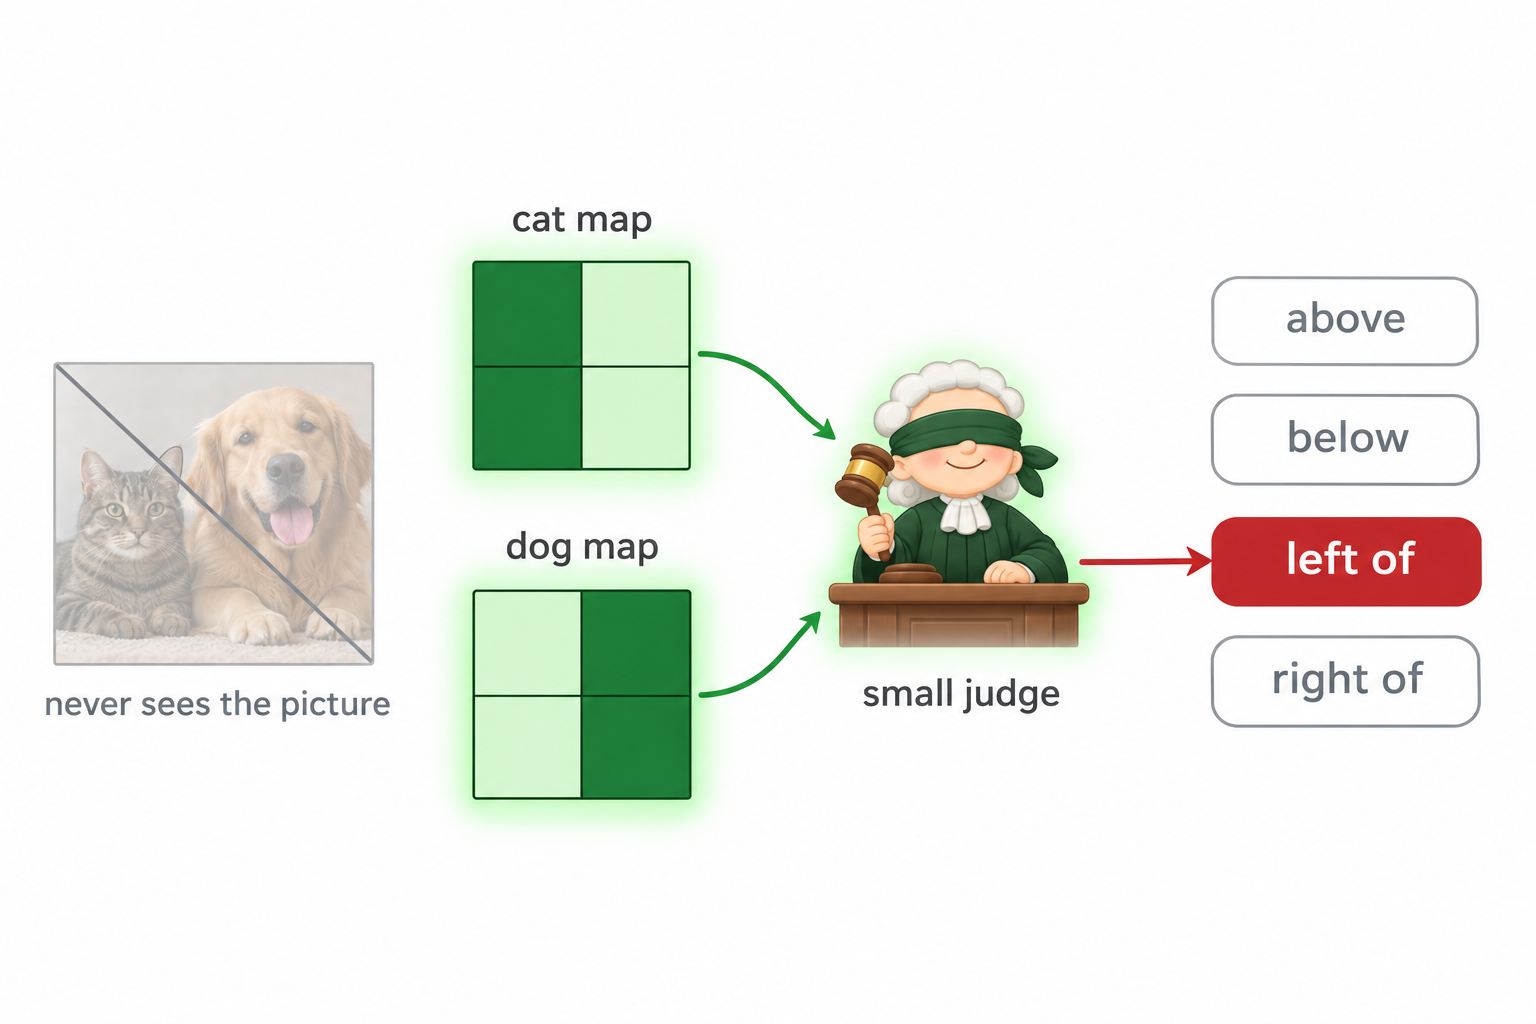 cat map
dog map
never sees the picture
small judge
above
below
left of
right of